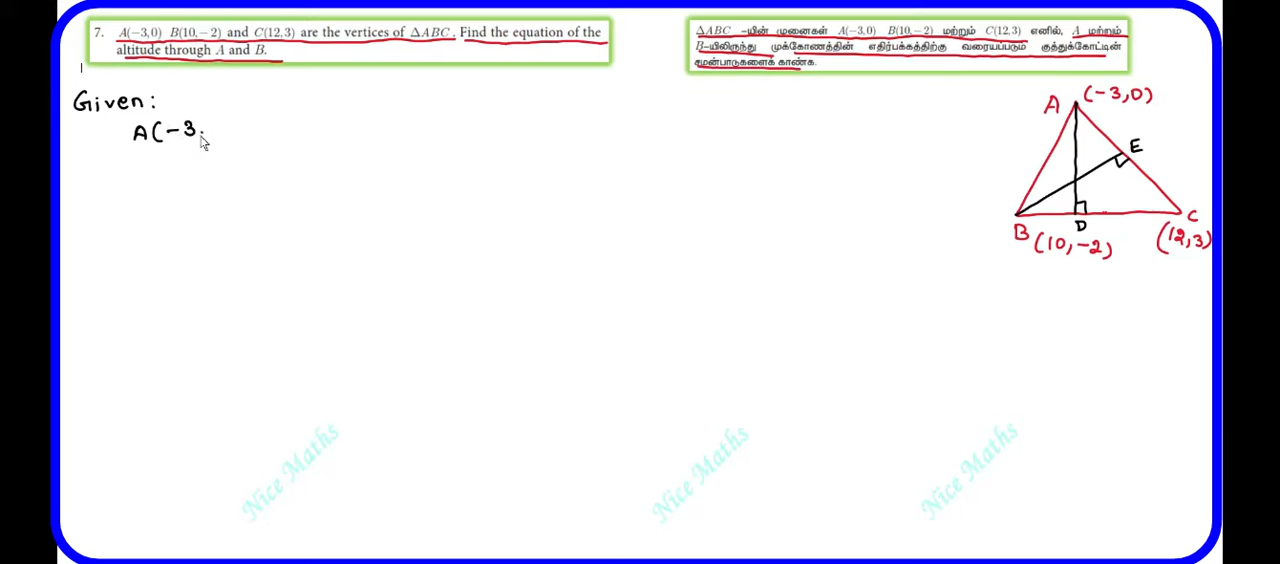 7. A(−3,0) B(10,−2) and C(12,3) are the vertices of ΔABC. Find the equation of the
altitude through A and B.
ΔABC -யின் முனைகள் A(−3,0) B(10,−2) மற்றும் C(12,3) எனில், A மற்றும்
B-யிலிருந்து முக்கோணத்தின் எதிர்பக்கத்திற்கு வரையப்படும் குத்துக்கோட்டின்
சமன்பாடுகளைக் காண்க.
Given:
A(−3,
A (−3,0)
E
B D C
(10,−2) (12,3)
Nice Maths
Nice Maths
Nice Maths